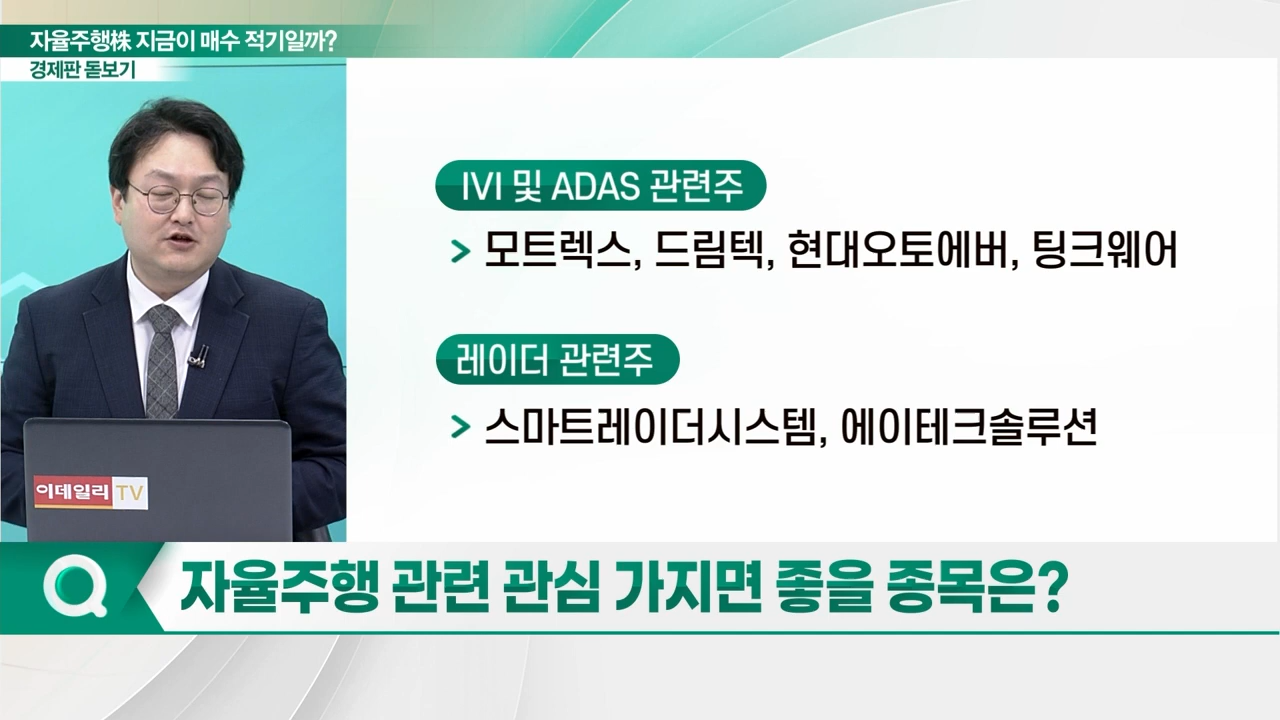 자율주행株 지금이 매수 적기일까?
경제판 돋보기
IVI 및 ADAS 관련주
> 모트렉스, 드림텍, 현대오토에버, 팅크웨어
레이더 관련주
> 스마트레이더시스템, 에이테크솔루션
이데일리 TV
Q 자율주행 관련 관심 가지면 좋을 종목은?